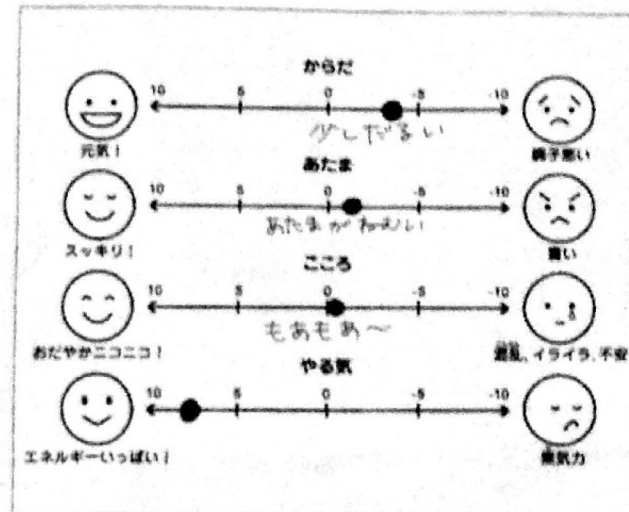 からだ
10 5 0 -5 -10
少しだるい
元気！ 調子悪い
あたま
10 5 0 -5 -10
あたまがねむい
スッキリ！ 重い
こころ
10 5 0 -5 -10
もあもあ〜
おだやかニコニコ！ 混乱、イライラ、不安
やる気
10 5 0 -5 -10
エネルギーいっぱい！ 無気力